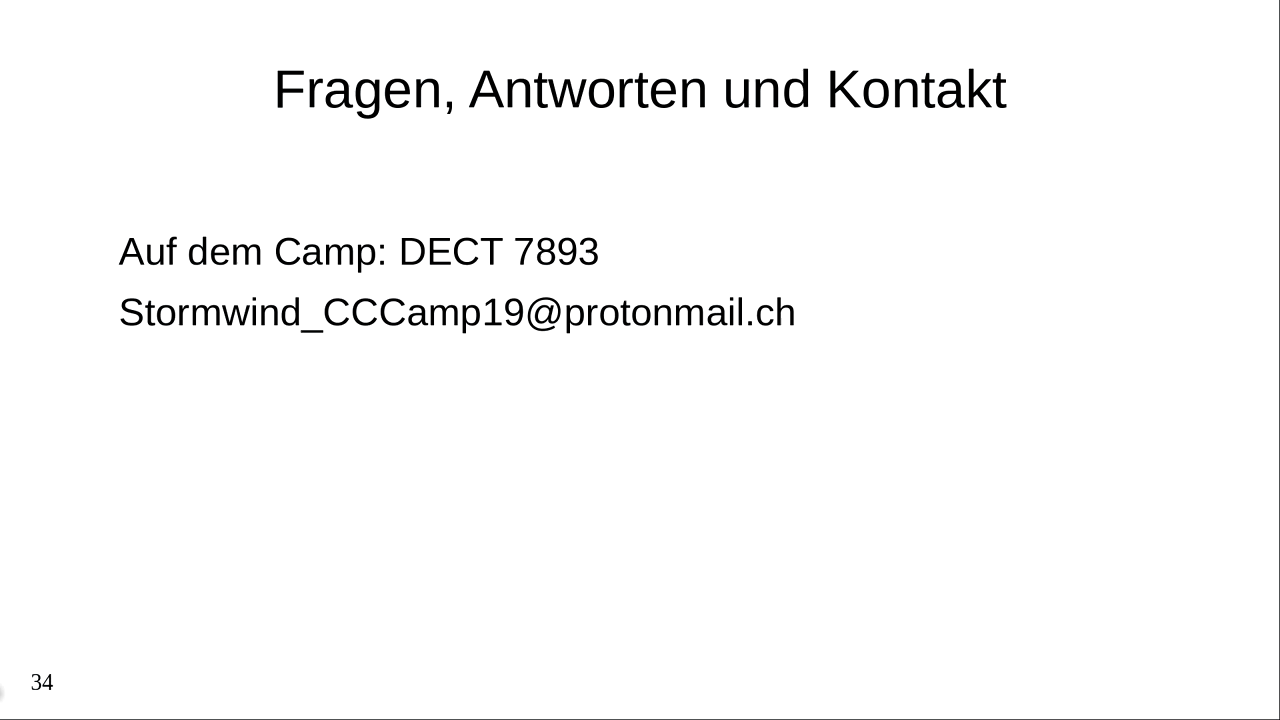 Fragen, Antworten und Kontakt
Auf dem Camp: DECT 7893
Stormwind_CCCamp19@protonmail.ch
34